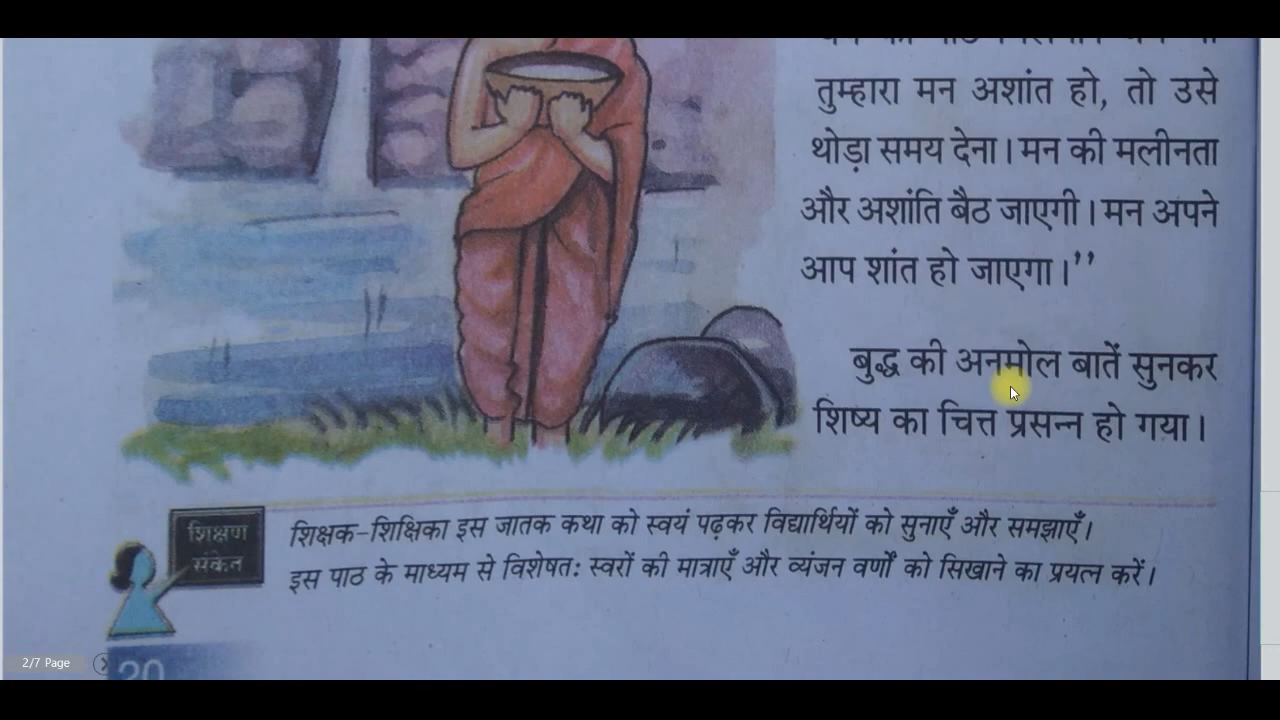 तुम्हारा मन अशांत हो, तो उसे
थोड़ा समय देना। मन की मलीनता
और अशांति बैठ जाएगी। मन अपने
आप शांत हो जाएगा।’’
बुद्ध की अनमोल बातें सुनकर
शिष्य का चित्त प्रसन्न हो गया।
शिक्षण
संकेत
शिक्षक-शिक्षिका इस जातक कथा को स्वयं पढ़कर विद्यार्थियों को सुनाएँ और समझाएँ।
इस पाठ के माध्यम से विशेषतः स्वरों की मात्राएँ और व्यंजन वर्णों को सिखाने का प्रयत्न करें।
2/7 Page
20